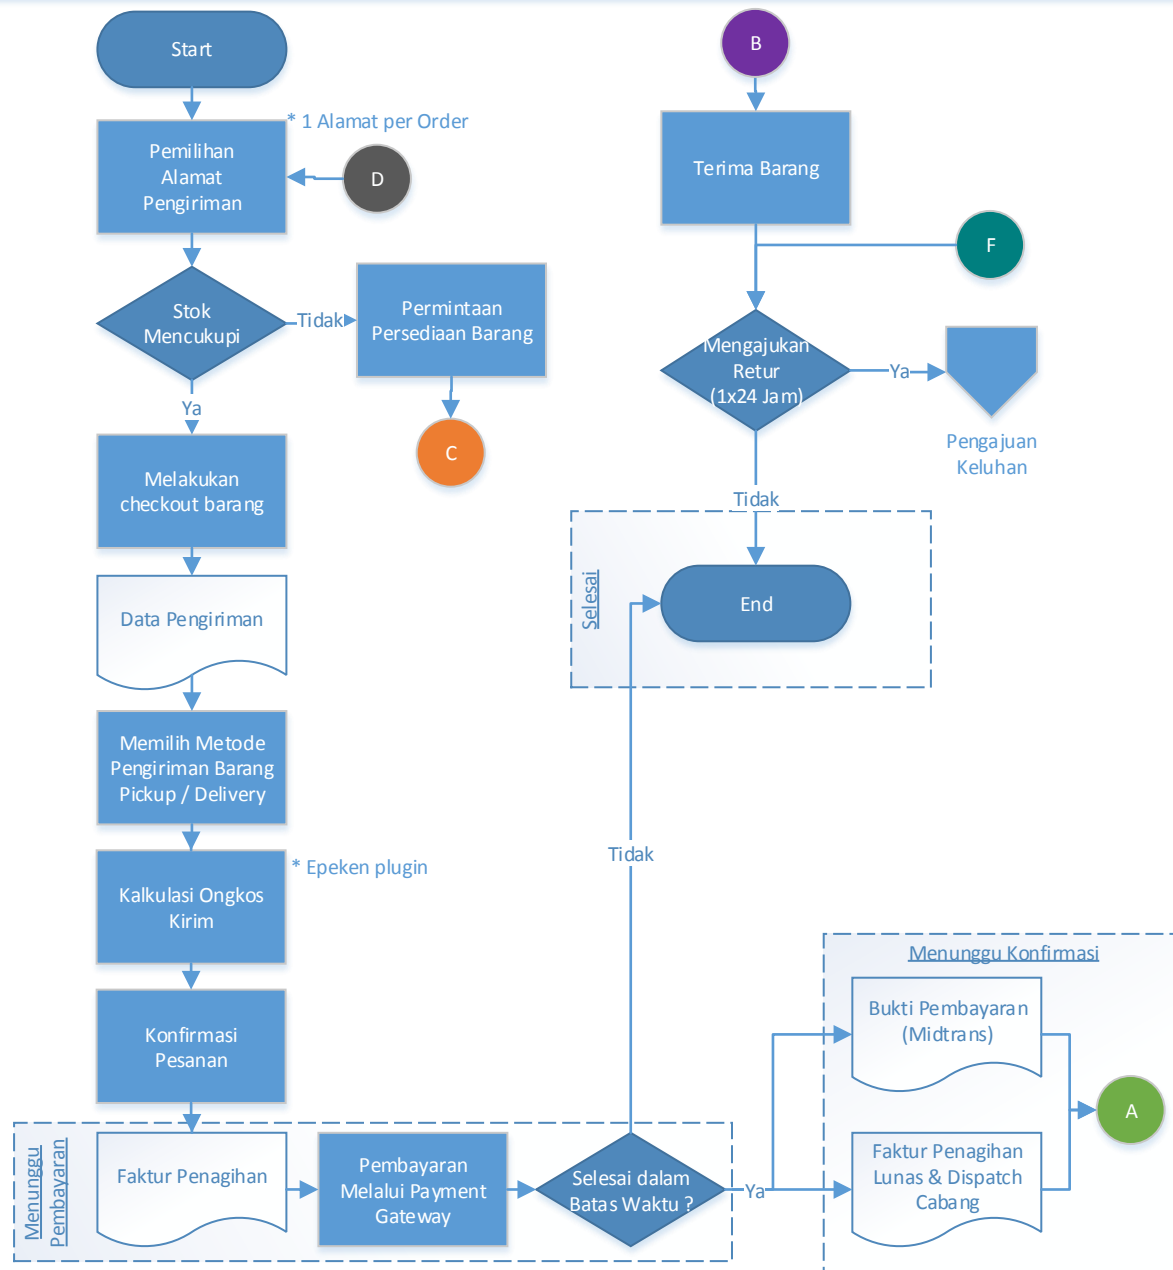 Start
* 1 Alamat per Order
Pemilihan
Alamat
Pengiriman
D
Stok
Mencukupi
Tidak
Permintaan
Persediaan Barang
C
Ya
Melakukan
checkout barang
Data Pengiriman
Memilih Metode
Pengiriman Barang
Pickup / Delivery
* Epeken plugin
Kalkulasi Ongkos
Kirim
Konfirmasi
Pesanan
Menunggu
Pembayaran
Faktur Penagihan
Pembayaran
Melalui Payment
Gateway
Selesai dalam
Batas Waktu ?
Tidak
Ya
Menunggu Konfirmasi
Bukti Pembayaran
(Midtrans)
Faktur Penagihan
Lunas & Dispatch
Cabang
A
B
Terima Barang
F
Mengajukan
Retur
(1x24 Jam)
Ya
Pengajuan
Keluhan
Tidak
Selesai
End